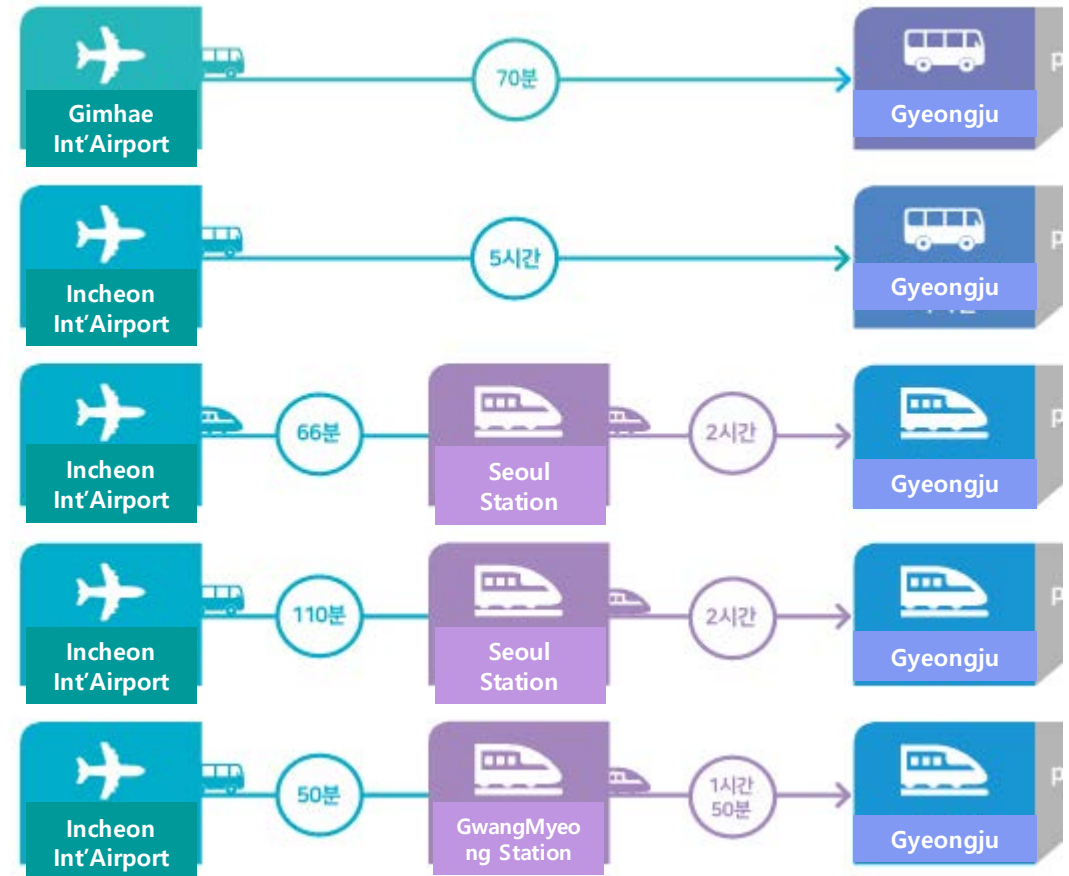 Gimhae
Int'Airport
70분
Gyeongju
Incheon
Int'Airport
5시간
Gyeongju
Incheon
Int'Airport
66분
Seoul
Station
2시간
Gyeongju
Incheon
Int'Airport
110분
Seoul
Station
2시간
Gyeongju
Incheon
Int'Airport
50분
GwangMyeo
ng Station
1시간
50분
Gyeongju